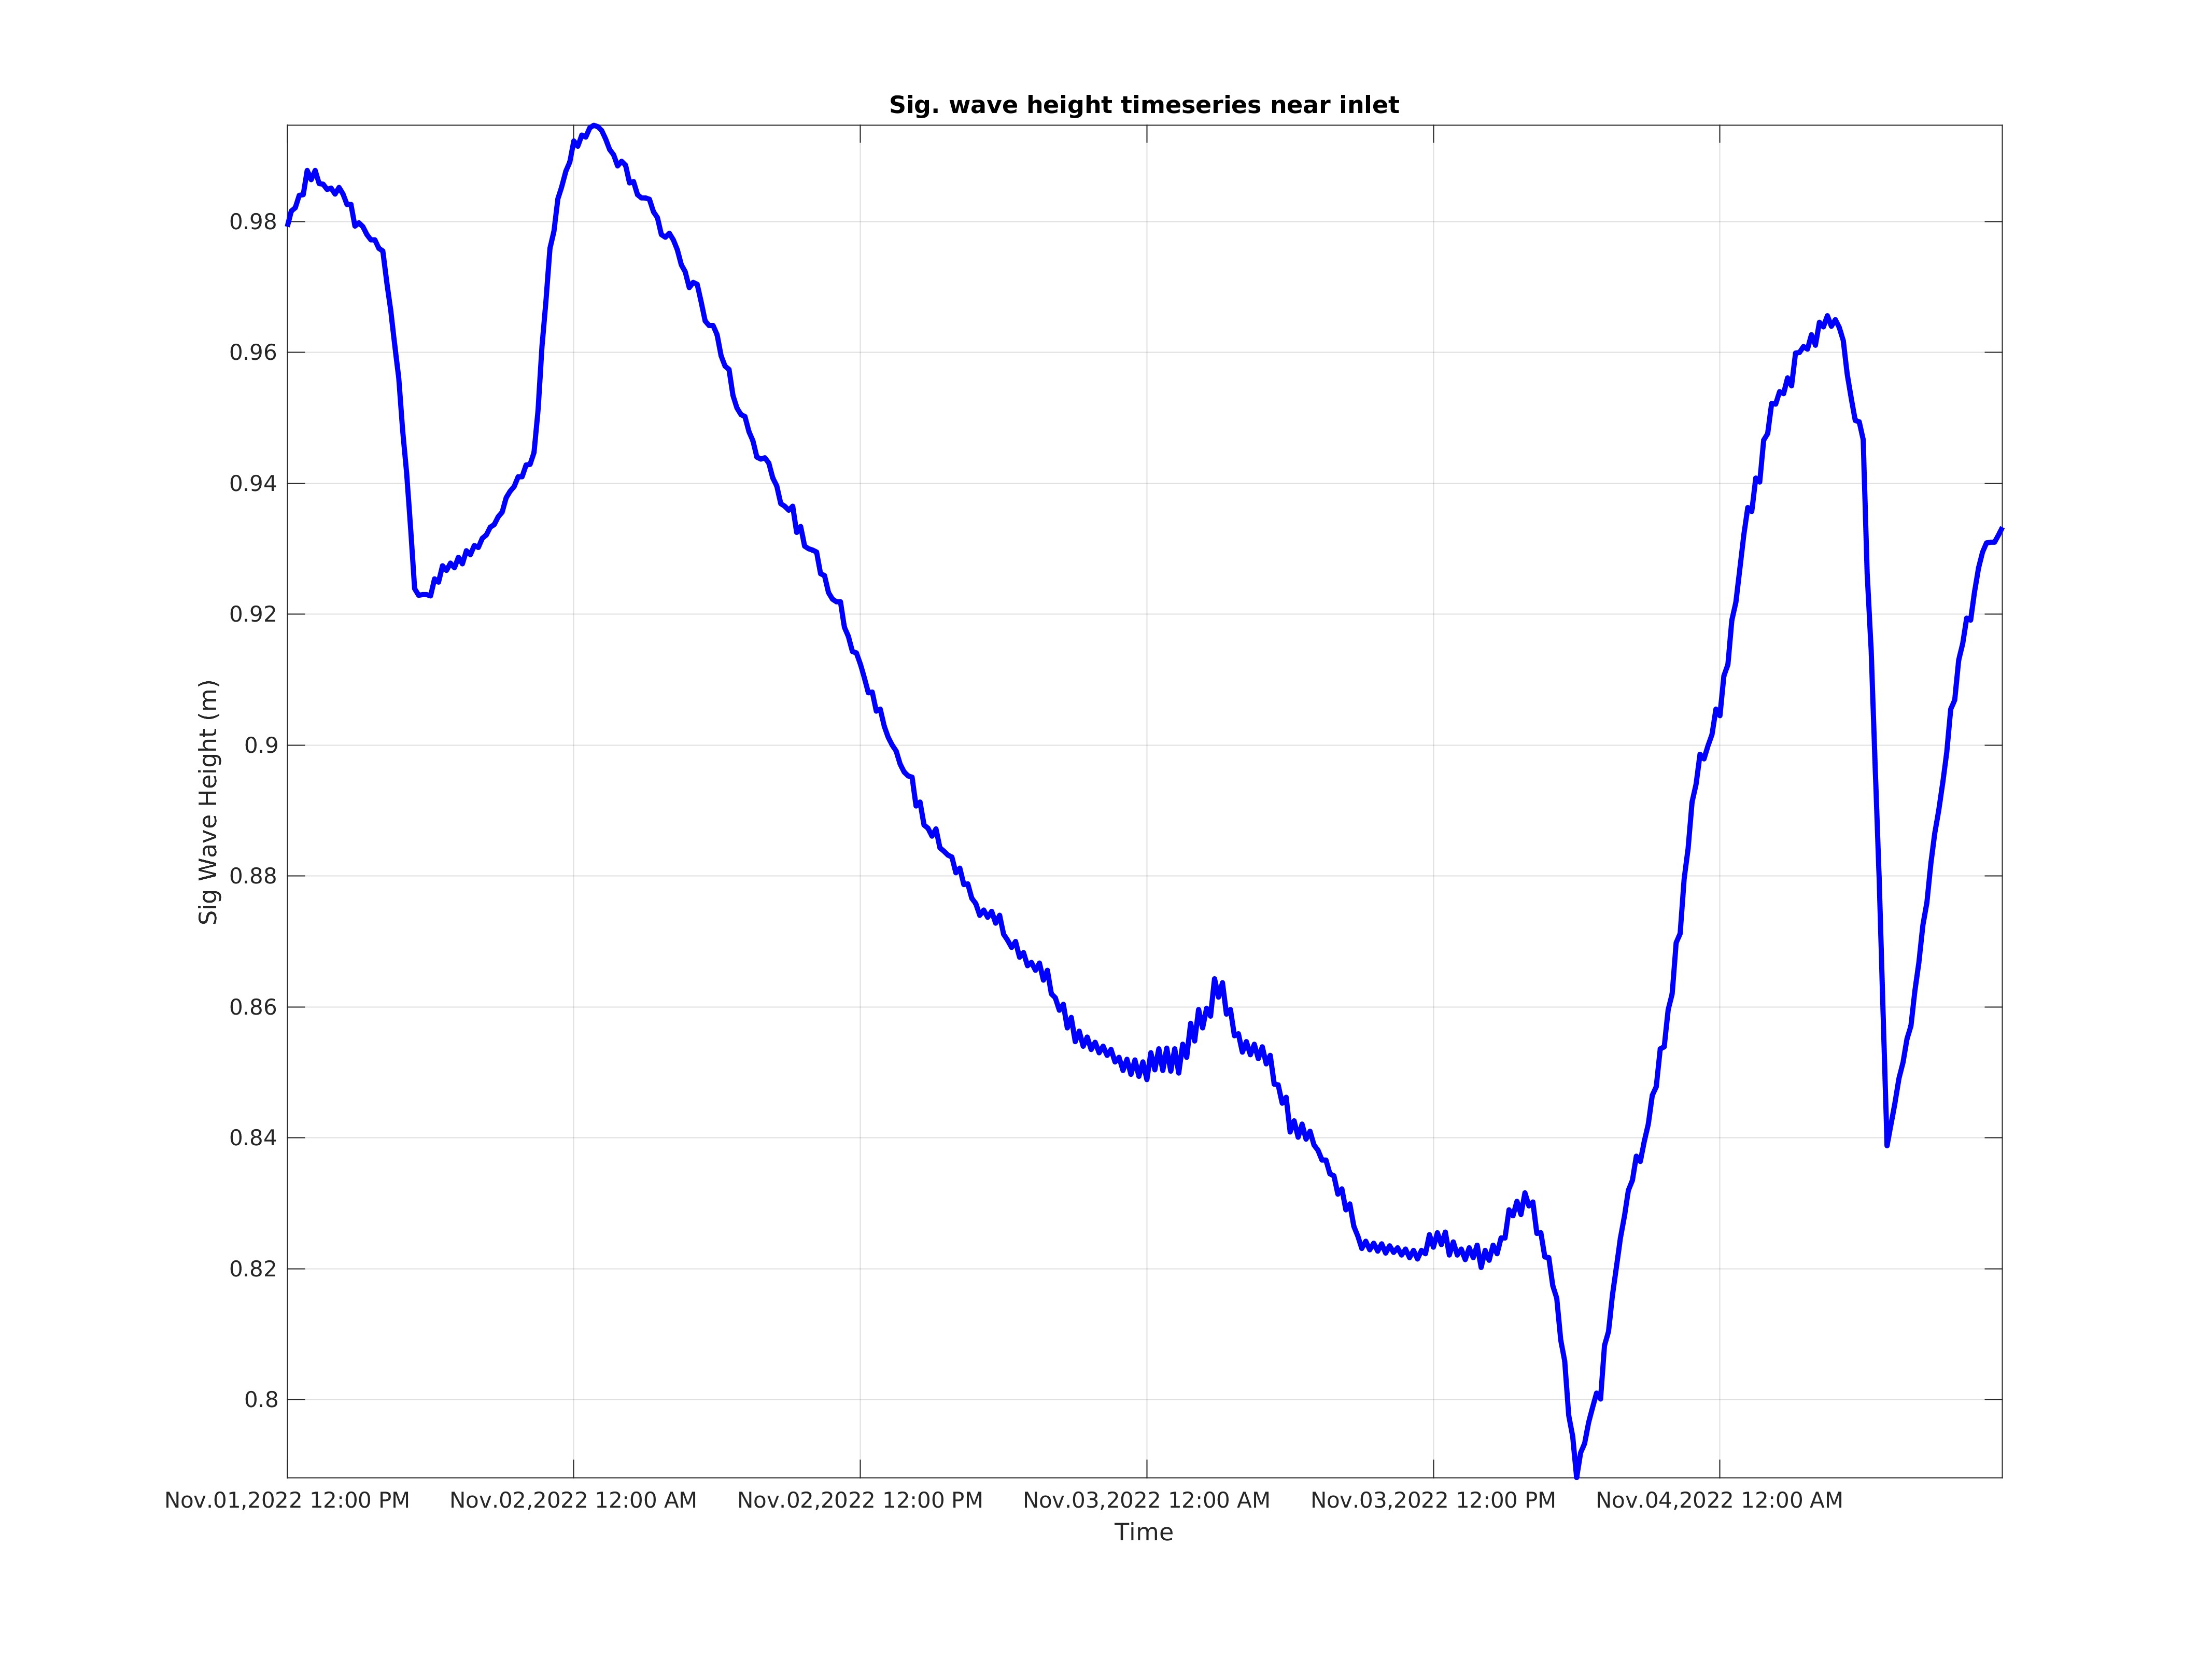 Sig. wave height timeseries near inlet
0.98
0.96
0.94
0.92
0.9
0.88
0.86
0.84
0.82
0.8
Sig Wave Height (m)
Nov.01,2022 12:00 PM Nov.02,2022 12:00 AM Nov.02,2022 12:00 PM Nov.03,2022 12:00 AM Nov.03,2022 12:00 PM Nov.04,2022 12:00 AM
Time